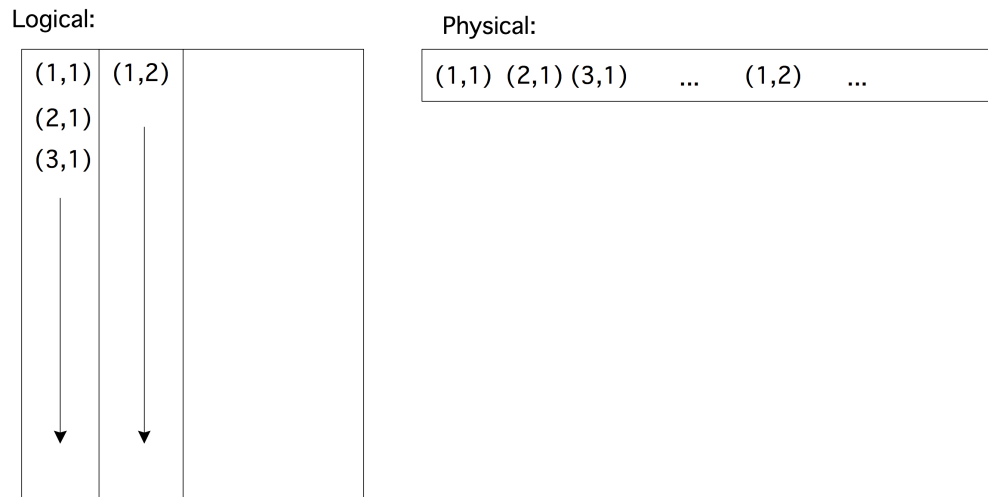 Logical:
(1,1) (1,2)
(2,1)
(3,1)
Physical:
(1,1) (2,1) (3,1) ... (1,2) ...